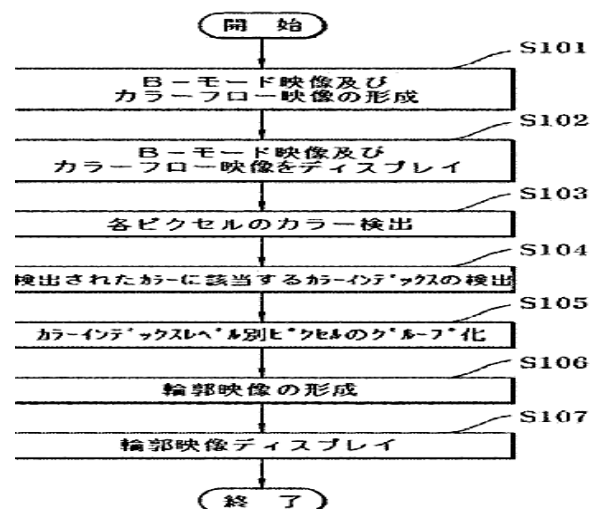 開 始
S101
B－モード映像及び
カラーフロー映像の形成
S102
B－モード映像及び
カラーフロー映像をディスプレイ
S103
各ピクセルのカラー検出
S104
検出されたｶﾗｰに該当するｶﾗｰｲﾝﾃﾞｯｸｽの検出
S105
ｶﾗｰｲﾝﾃﾞｯｸｽﾚﾍﾞﾙ別ﾋﾟｸｾﾙのｸﾞﾙｰﾌﾟ化
S106
輪郭映像の形成
S107
輪郭映像ディスプレイ
終 了